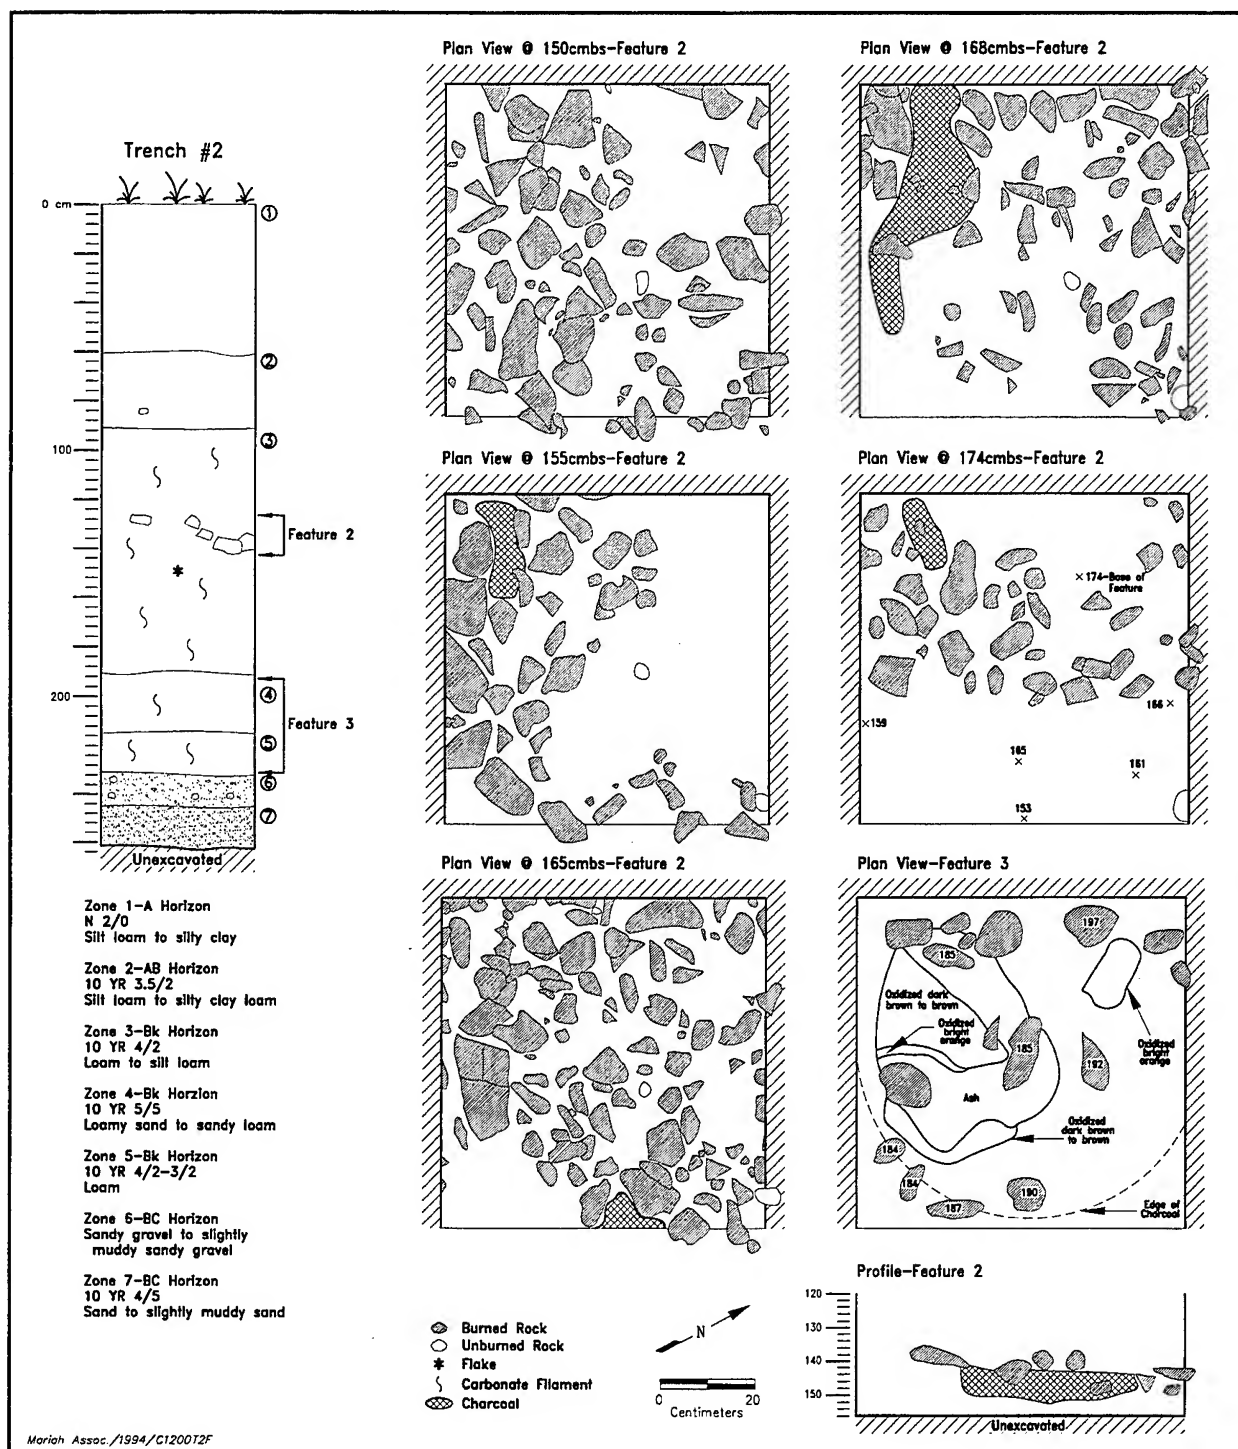 Trench #2
0 cm
100
200
1
2
3
4
5
6
7
Feature 2
Feature 3
Unexcavated
Zone 1-A Horizon
N 2/0
Silt loam to silty clay
Zone 2-AB Horizon
10 YR 3.5/2
Silt loam to silty clay loam
Zone 3-Bk Horizon
10 YR 4/2
Loam to silt loam
Zone 4-Bk Horzion
10 YR 5/5
Loamy sand to sandy loam
Zone 5-Bk Horizon
10 YR 4/2-3/2
Loam
Zone 6-BC Horizon
Sandy gravel to slightly
muddy sandy gravel
Zone 7-BC Horizon
10 YR 4/5
Sand to slightly muddy sand
Plan View @ 150cmbs-Feature 2
Plan View @ 155cmbs-Feature 2
Plan View @ 165cmbs-Feature 2
Plan View @ 168cmbs-Feature 2
Plan View @ 174cmbs-Feature 2
174-Base of
Feature
159
166
165
161
153
Plan View-Feature 3
197
185
Oxidized dark
brown to brown
Oxidized
bright
orange
185
192
Oxidized
bright
orange
Ash
Oxidized
dark brown
to brown
184
184
187
190
Edge of
Charcoal
Profile-Feature 2
120
130
140
150
Unexcavated
Burned Rock
Unburned Rock
Flake
Carbonate Filament
Charcoal
N
0 20
Centimeters
Mariah Assoc./1994/C1200T2F